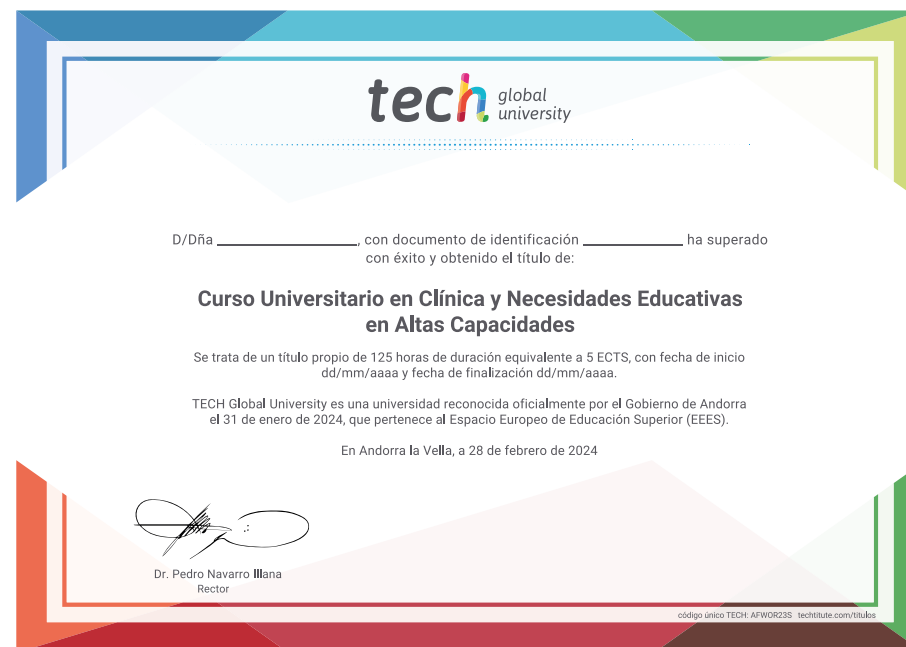 tech global university
D/Dña ____________________, con documento de identificación ______________ ha superado
con éxito y obtenido el título de:
Curso Universitario en Clínica y Necesidades Educativas
en Altas Capacidades
Se trata de un título propio de 125 horas de duración equivalente a 5 ECTS, con fecha de inicio
dd/mm/aaaa y fecha de finalización dd/mm/aaaa.
TECH Global University es una universidad reconocida oficialmente por el Gobierno de Andorra
el 31 de enero de 2024, que pertenece al Espacio Europeo de Educación Superior (EEES).
En Andorra la Vella, a 28 de febrero de 2024
Dr. Pedro Navarro Illana
Rector
código único TECH: AFWOR23S techtitute.com/titulos